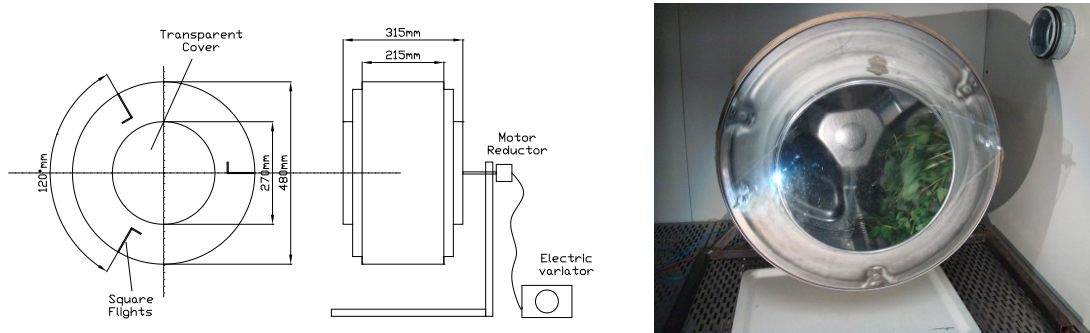 Transparent
Cover
120°mm
270mm
480mm
Square
Flights
315mm
215mm
Motor
Reductor
Electric
variator